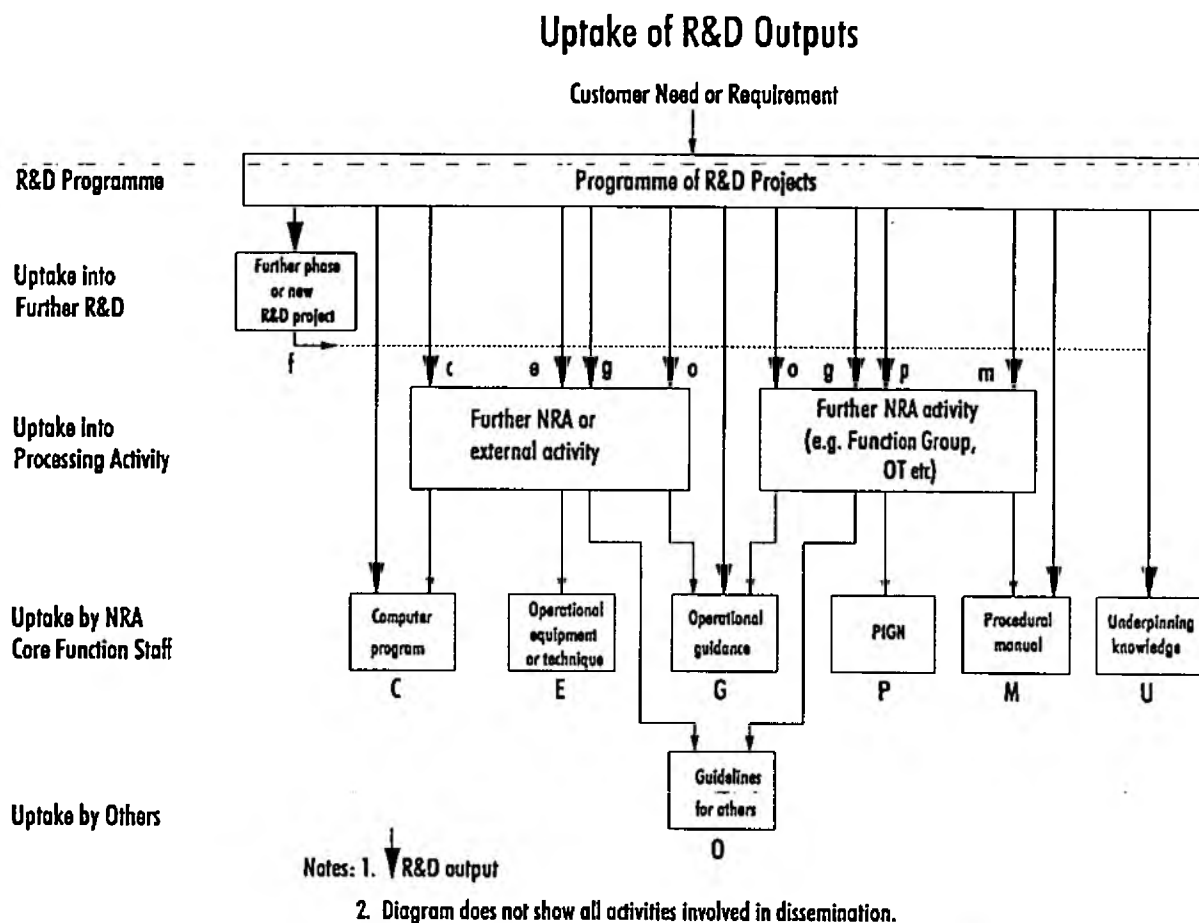 Uptake of R&D Outputs
Customer Need or Requirement
R&D Programme
Programme of R&D Projects
Uptake into
Further R&D
Further phase
or new
R&D project
f
c
e
g
o
o
g
p
m
Uptake into
Processing Activity
Further NRA or
external activity
Further NRA activity
(e.g. Function Group,
OT etc)
Uptake by NRA
Core Function Staff
Computer
program
C
Operational
equipment
or technique
E
Operational
guidance
G
PIGN
P
Procedural
manual
M
Underpinning
knowledge
U
Uptake by Others
Guidelines
for others
O
Notes: 1. R&D output
2. Diagram does not show all activities involved in dissemination.